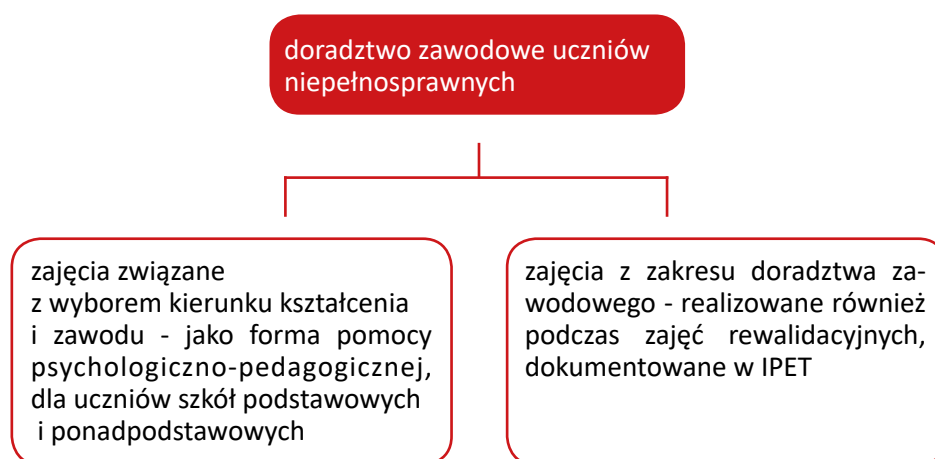 doradztwo zawodowe uczniów
niepełnosprawnych
zajęcia związane
z wyborem kierunku kształcenia
i zawodu - jako forma pomocy
psychologiczno-pedagogicznej,
dla uczniów szkół podstawowych
i ponadpodstawowych
zajęcia z zakresu doradztwa za-
wodowego - realizowane również
podczas zajęć rewalidacyjnych,
dokumentowane w IPET